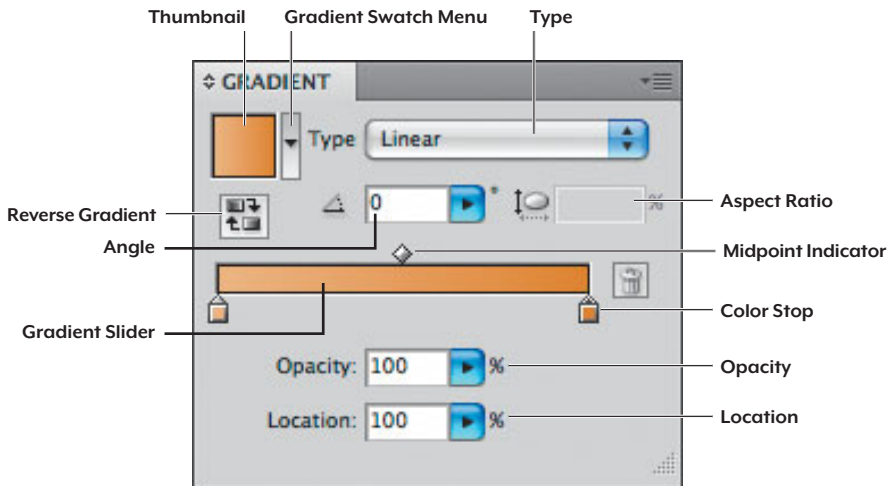 Thumbnail Gradient Swatch Menu Type
GRADIENT
Type Linear
Reverse Gradient
0 ° % Aspect Ratio
Angle
Midpoint Indicator
Color Stop
Gradient Slider
Opacity: 100 % Opacity
Location: 100 % Location